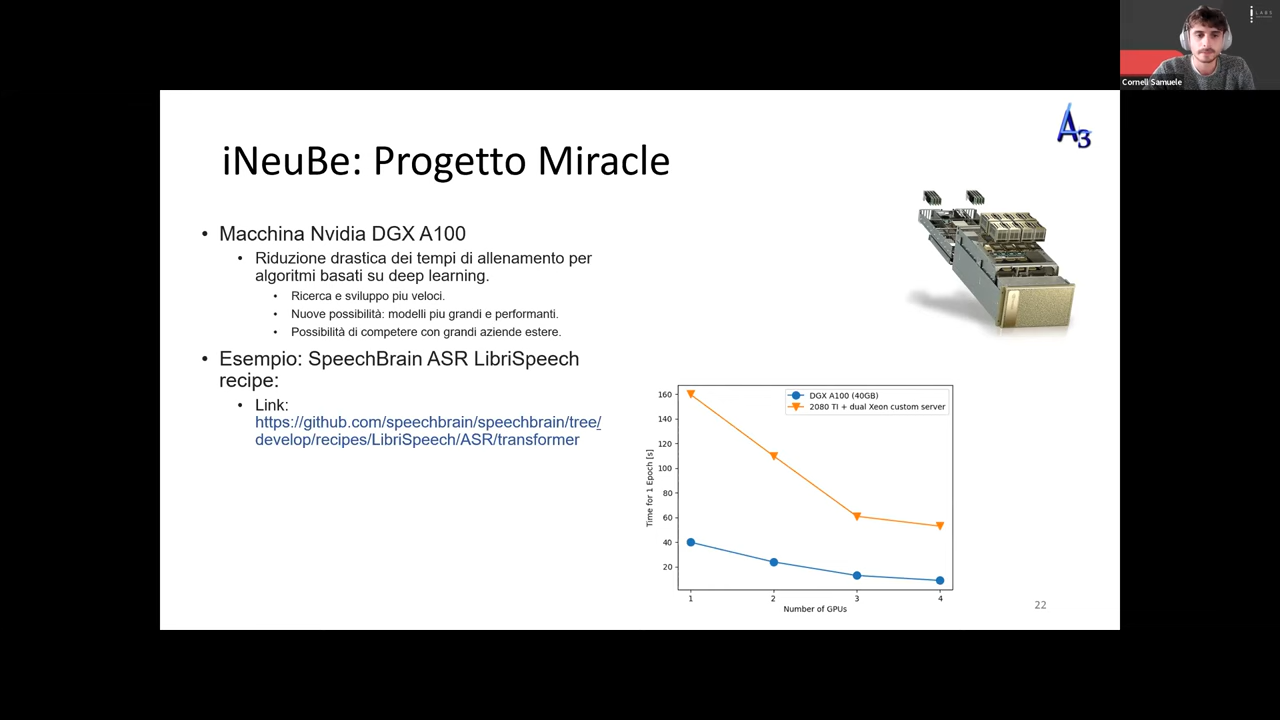 LABS
Cornell Samuele
A3
iNeuBe: Progetto Miracle
• Macchina Nvidia DGX A100
• Riduzione drastica dei tempi di allenamento per
algoritmi basati su deep learning.
• Ricerca e sviluppo piu veloci.
• Nuove possibilità: modelli piu grandi e performanti.
• Possibilità di competere con grandi aziende estere.
• Esempio: SpeechBrain ASR LibriSpeech
recipe:
• Link:
https://github.com/speechbrain/speechbrain/tree/
develop/recipes/LibriSpeech/ASR/transformer
DGX A100 (40GB)
2080 TI + dual Xeon custom server
Time for 1 Epoch [s]
160
140
120
100
80
60
40
20
1 2 3 4
Number of GPUs
22